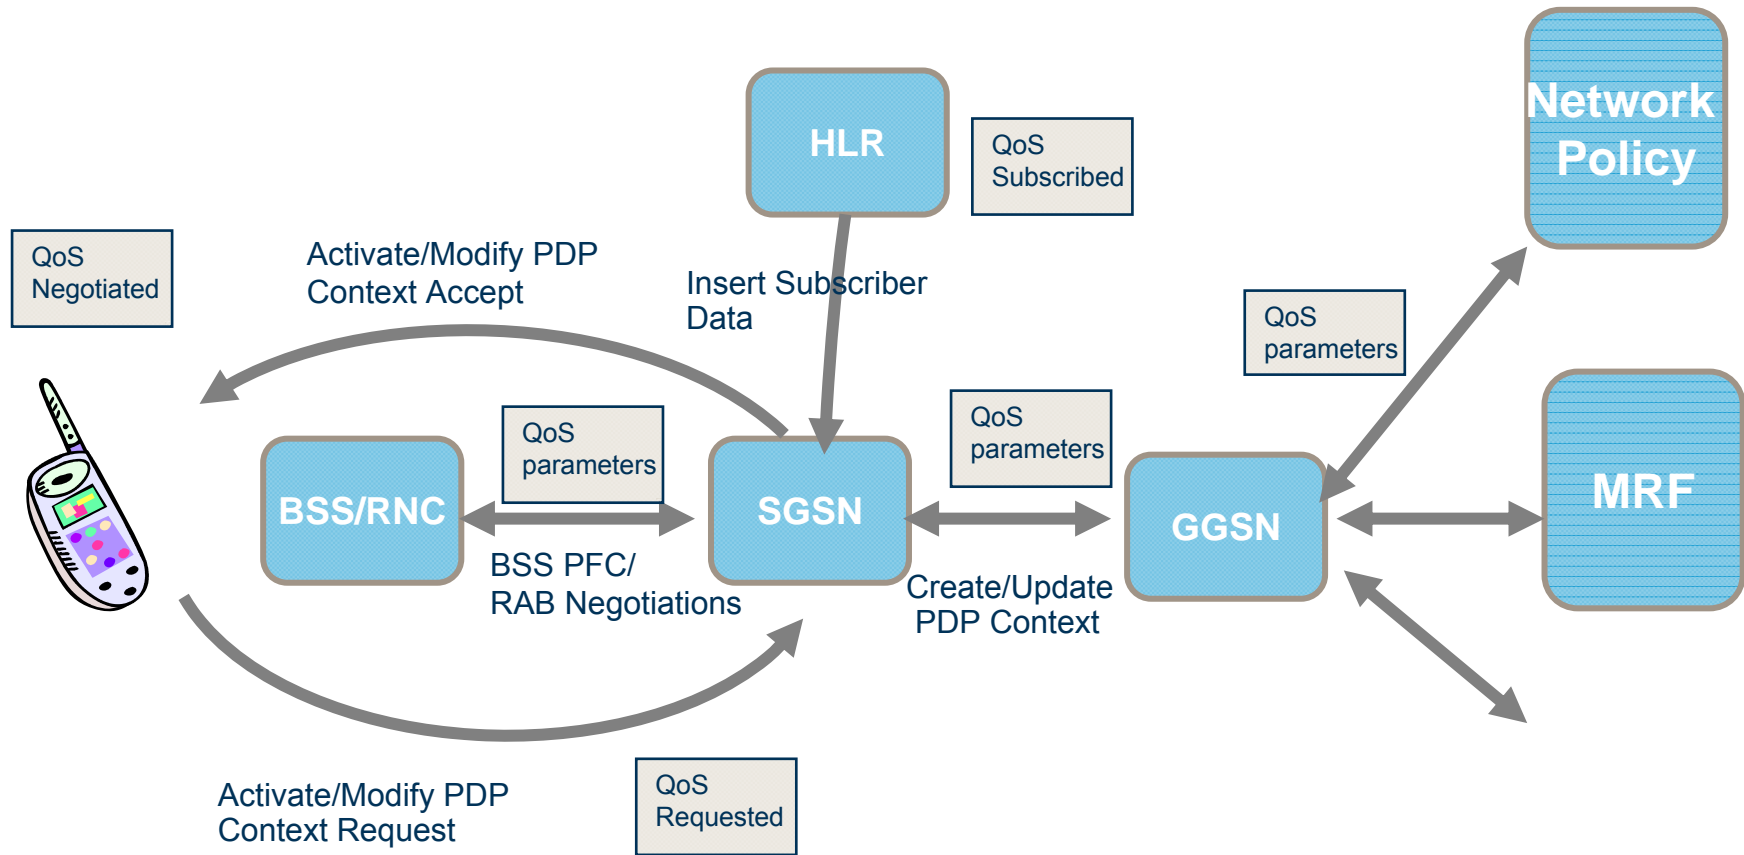 Network
Policy
HLR
QoS
Subscribed
QoS
Negotiated
Activate/Modify PDP
Context Accept
Insert Subscriber
Data
QoS
parameters
QoS
parameters
QoS
parameters
BSS/RNC
SGSN
GGSN
MRF
BSS PFC/
RAB Negotiations
Create/Update
PDP Context
Activate/Modify PDP
Context Request
QoS
Requested